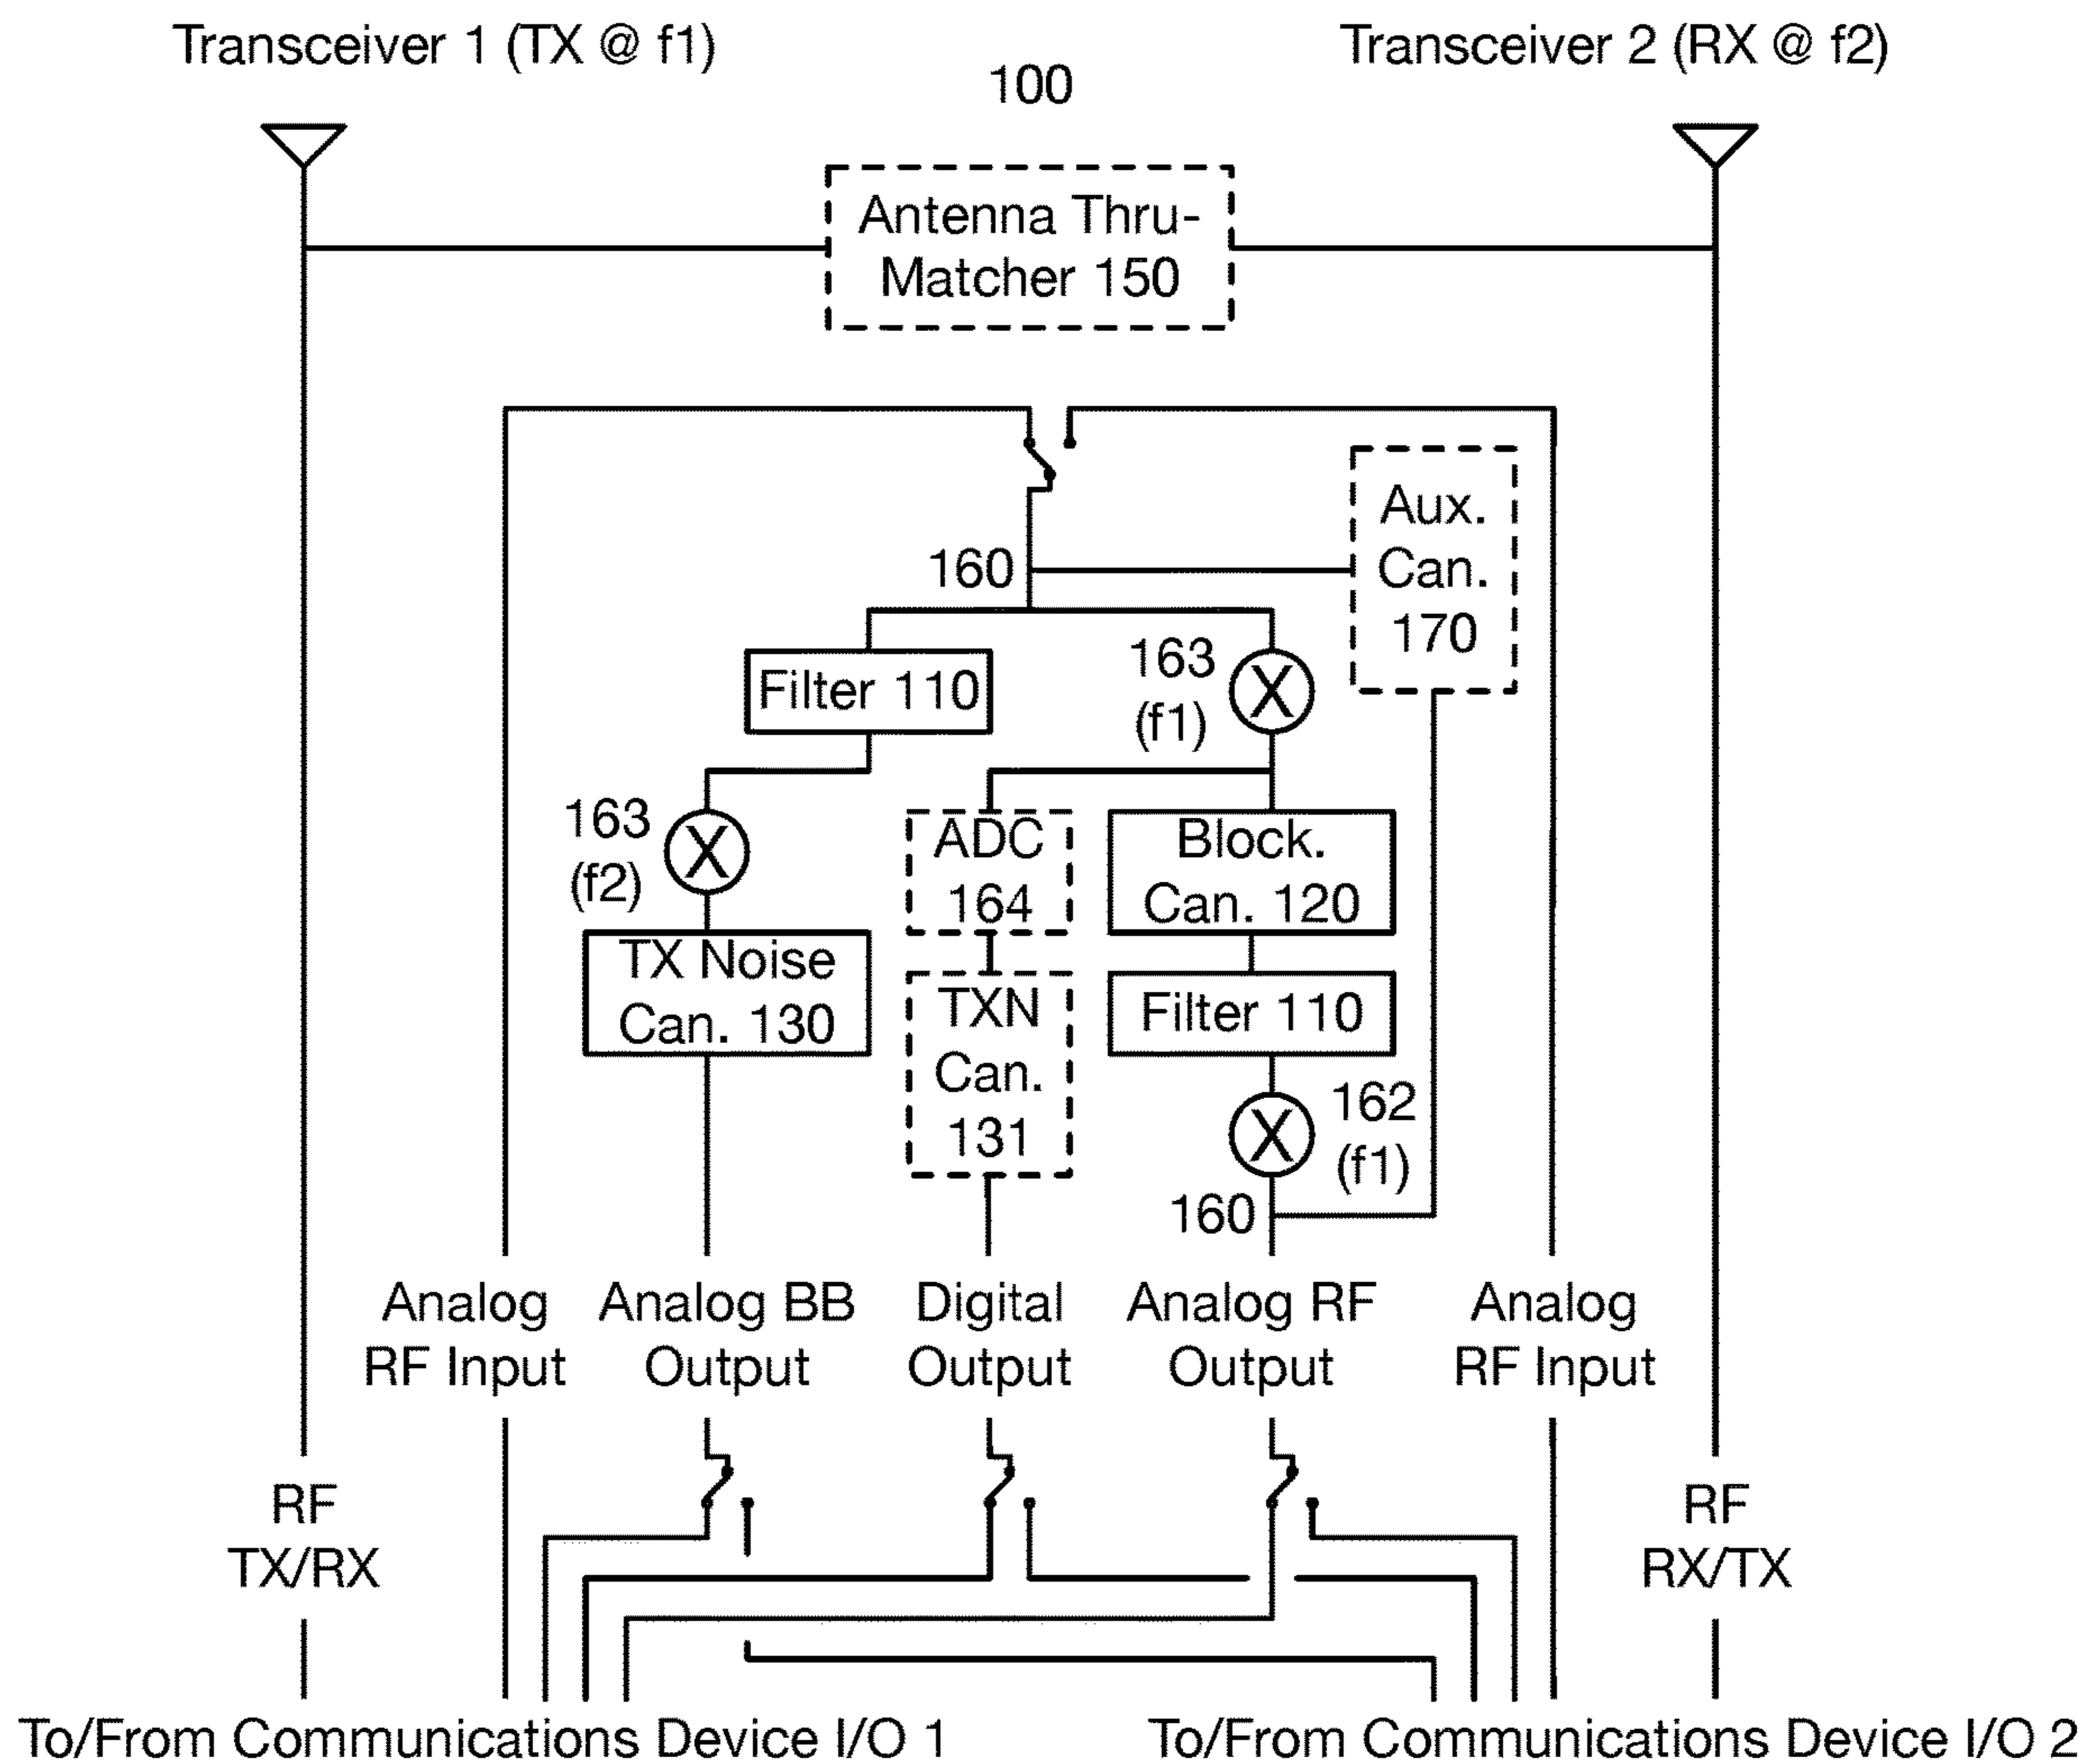 Transceiver 1 (TX @ f1)
Transceiver 2 (RX @ f2)
100
Antenna Thru-
Matcher 150
Aux.
Can.
170
160
Filter 110
163
(f1)
X
163
(f2)
X
ADC
164
Block.
Can. 120
TX Noise
Can. 130
TXN
Can.
131
Filter 110
X
162
(f1)
160
Analog
RF Input
Analog BB
Output
Digital
Output
Analog RF
Output
Analog
RF Input
RF
TX/RX
RF
RX/TX
To/From Communications Device I/O 1
To/From Communications Device I/O 2